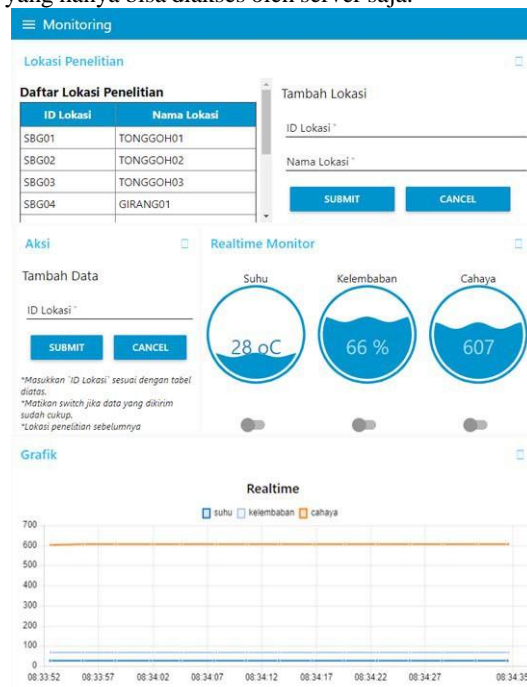 yang hanya bisa diakses oleh server saja.
Monitoring
Lokasi Penelitian
Daftar Lokasi Penelitian
ID Lokasi Nama Lokasi
SBG01 TONGGOH01
SBG02 TONGGOH02
SBG03 TONGGOH03
SBG04 GIRANG01
Tambah Lokasi
ID Lokasi *
Nama Lokasi *
SUBMIT CANCEL
Aksi
Tambah Data
ID Lokasi *
SUBMIT CANCEL
*Masukkan `ID Lokasi` sesuai dengan tabel
diatas.
*Matikan switch jika data yang dikirim
sudah cukup.
*Lokasi penelitian sebelumnya
Realtime Monitor
Suhu Kelembaban Cahaya
28 oC 66 % 607
Grafik
Realtime
suhu kelembaban cahaya
700
600
500
400
300
200
100
0
08:33:52 08:33:57 08:34:02 08:34:07 08:34:12 08:34:17 08:34:22 08:34:27 08:34:35